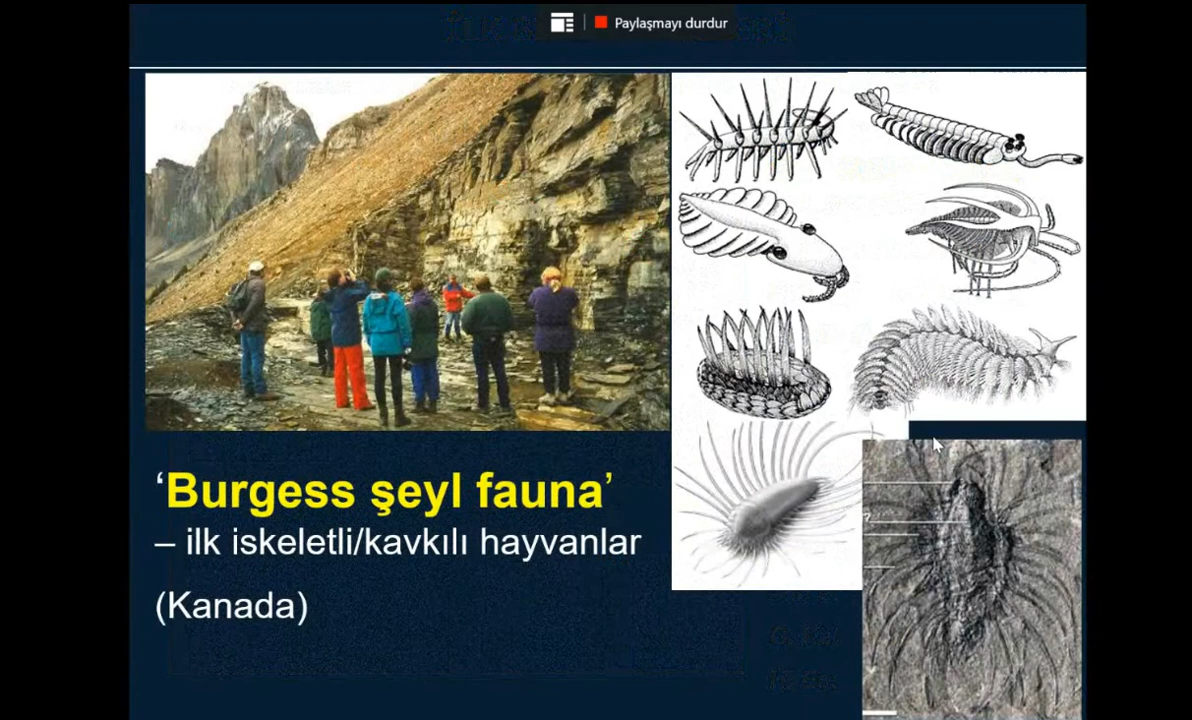 Paylaşmayı durdur
‘Burgess şeyl fauna’
– ilk iskeletli/kavkılı hayvanlar
(Kanada)